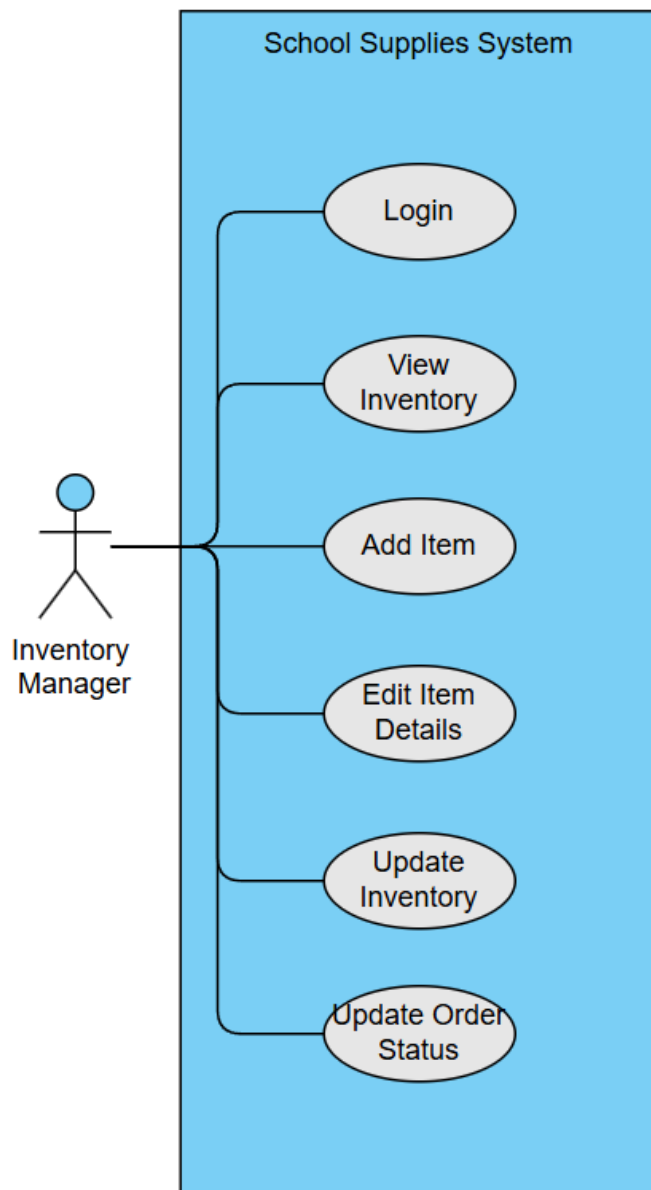 School Supplies System
Login
View
Inventory
Add Item
Inventory
Manager
Edit Item
Details
Update
Inventory
Update Order
Status